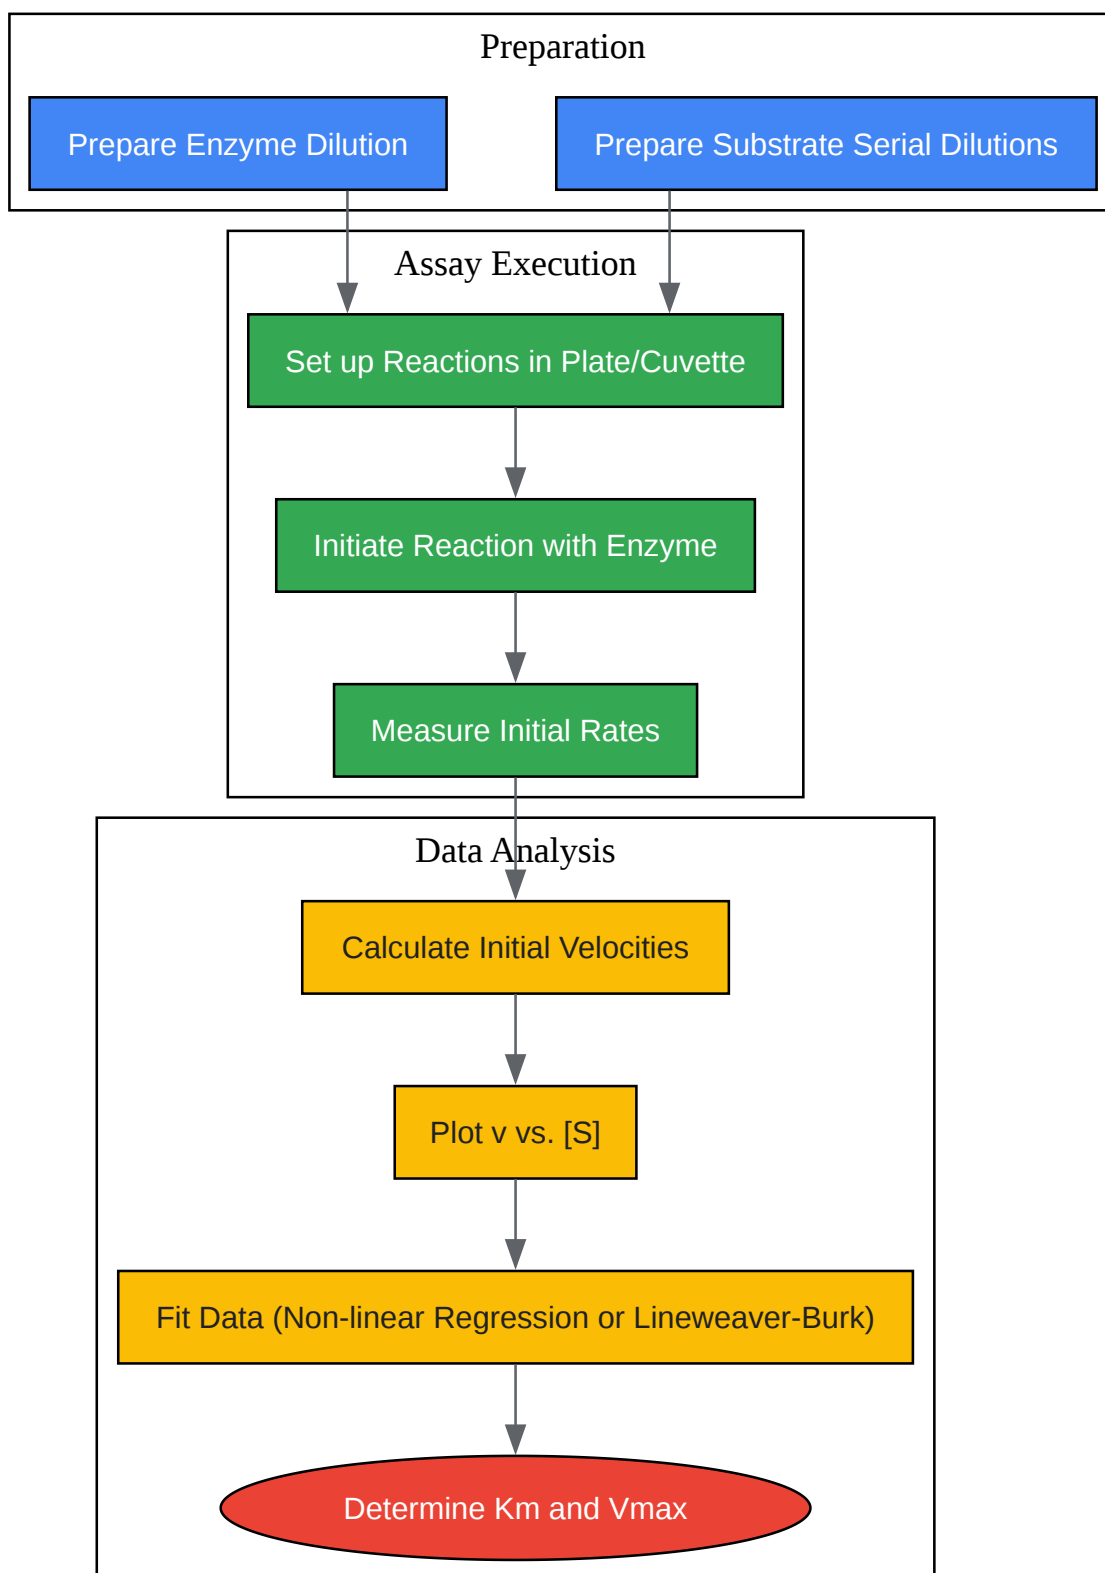 Preparation
Prepare Enzyme Dilution
Prepare Substrate Serial Dilutions
Assay Execution
Set up Reactions in Plate/Cuvette
Initiate Reaction with Enzyme
Measure Initial Rates
Data Analysis
Calculate Initial Velocities
Plot v vs. [S]
Fit Data (Non-linear Regression or Lineweaver-Burk)
Determine Km and Vmax